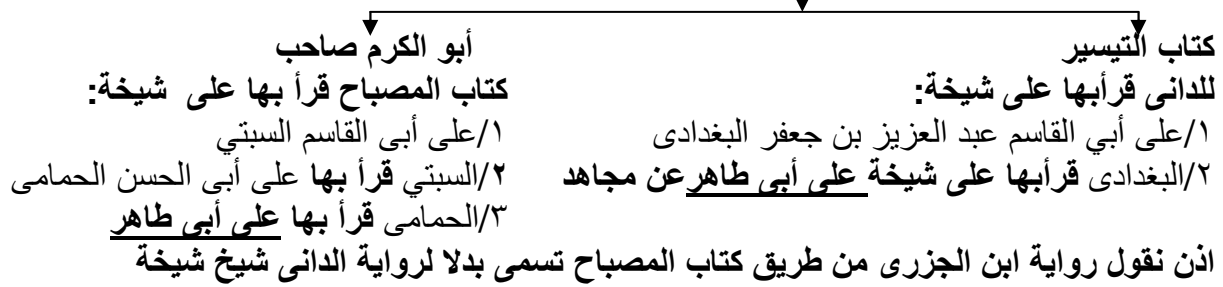 كتاب التيسير
للدانى قرأبها على شيخة:
١/على أبي القاسم عبد العزيز بن جعفر البغدادى
٢/البغدادى قرأبها على شيخة على أبى طاهرعن مجاهد
أبو الكرم صاحب
كتاب المصباح قرأ بها على شيخة:
١/على أبي القاسم السبتي
٢/السبتي قرأ بها على أبى الحسن الحمامى
٣/الحمامى قرأ بها على أبى طاهر
اذن نقول رواية ابن الجزرى من طريق كتاب المصباح تسمى بدلا لرواية الدانى شيخ شيخة